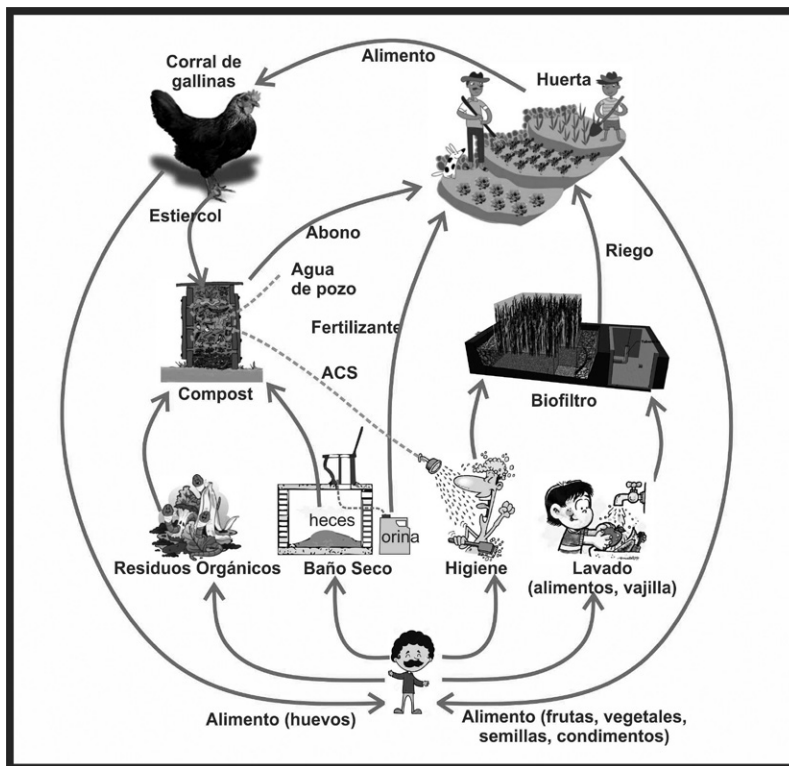 Alimento
Corral de
gallinas
Huerta
Estiercol
Abono
Agua
de pozo
Riego
Fertilizante
ACS
Compost
Biofiltro
heces
orina
Residuos Orgánicos
Baño Seco
Higiene
Lavado
(alimentos, vajilla)
Alimento (huevos)
Alimento (frutas, vegetales,
semillas, condimentos)